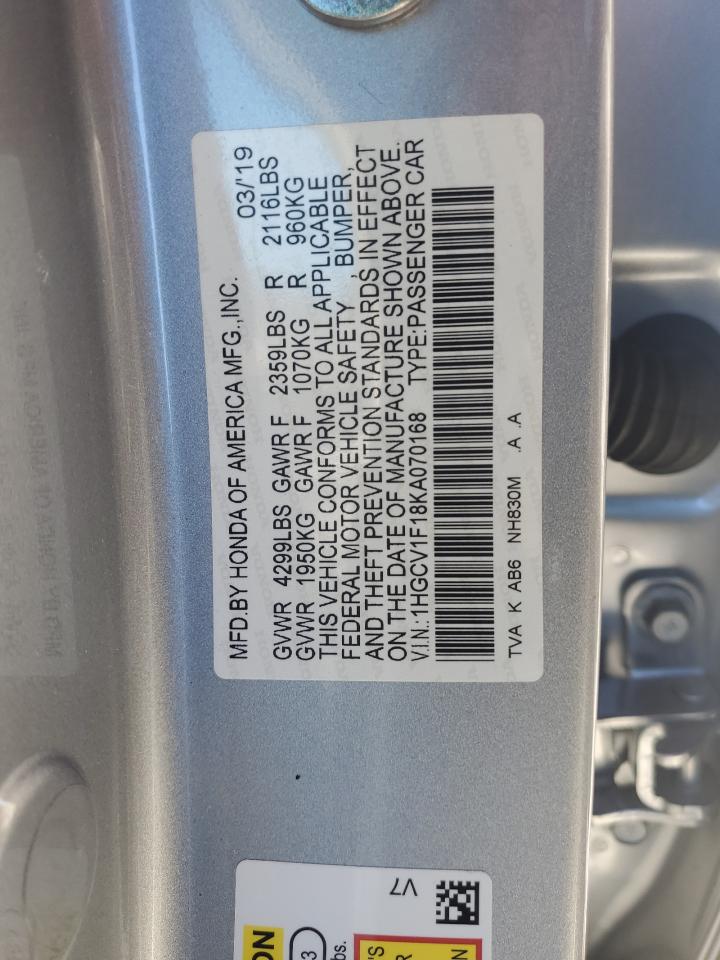 MFD. BY HONDA OF AMERICA MFG.,INC. 03/'19
GVWR 4299LBS GAWR F 2359LBS R 2116LBS
GVWR 1950KG GAWR F 1070KG R 960KG
THIS VEHICLE CONFORMS TO ALL APPLICABLE
FEDERAL MOTOR VEHICLE SAFETY , BUMPER,
AND THEFT PREVENTION STANDARDS IN EFFECT
ON THE DATE OF MANUFACTURE SHOWN ABOVE.
V.I.N.:1HGCV1F18KA070168 TYPE:PASSENGER CAR
TVA K AB6 NH830M .A .A
V7